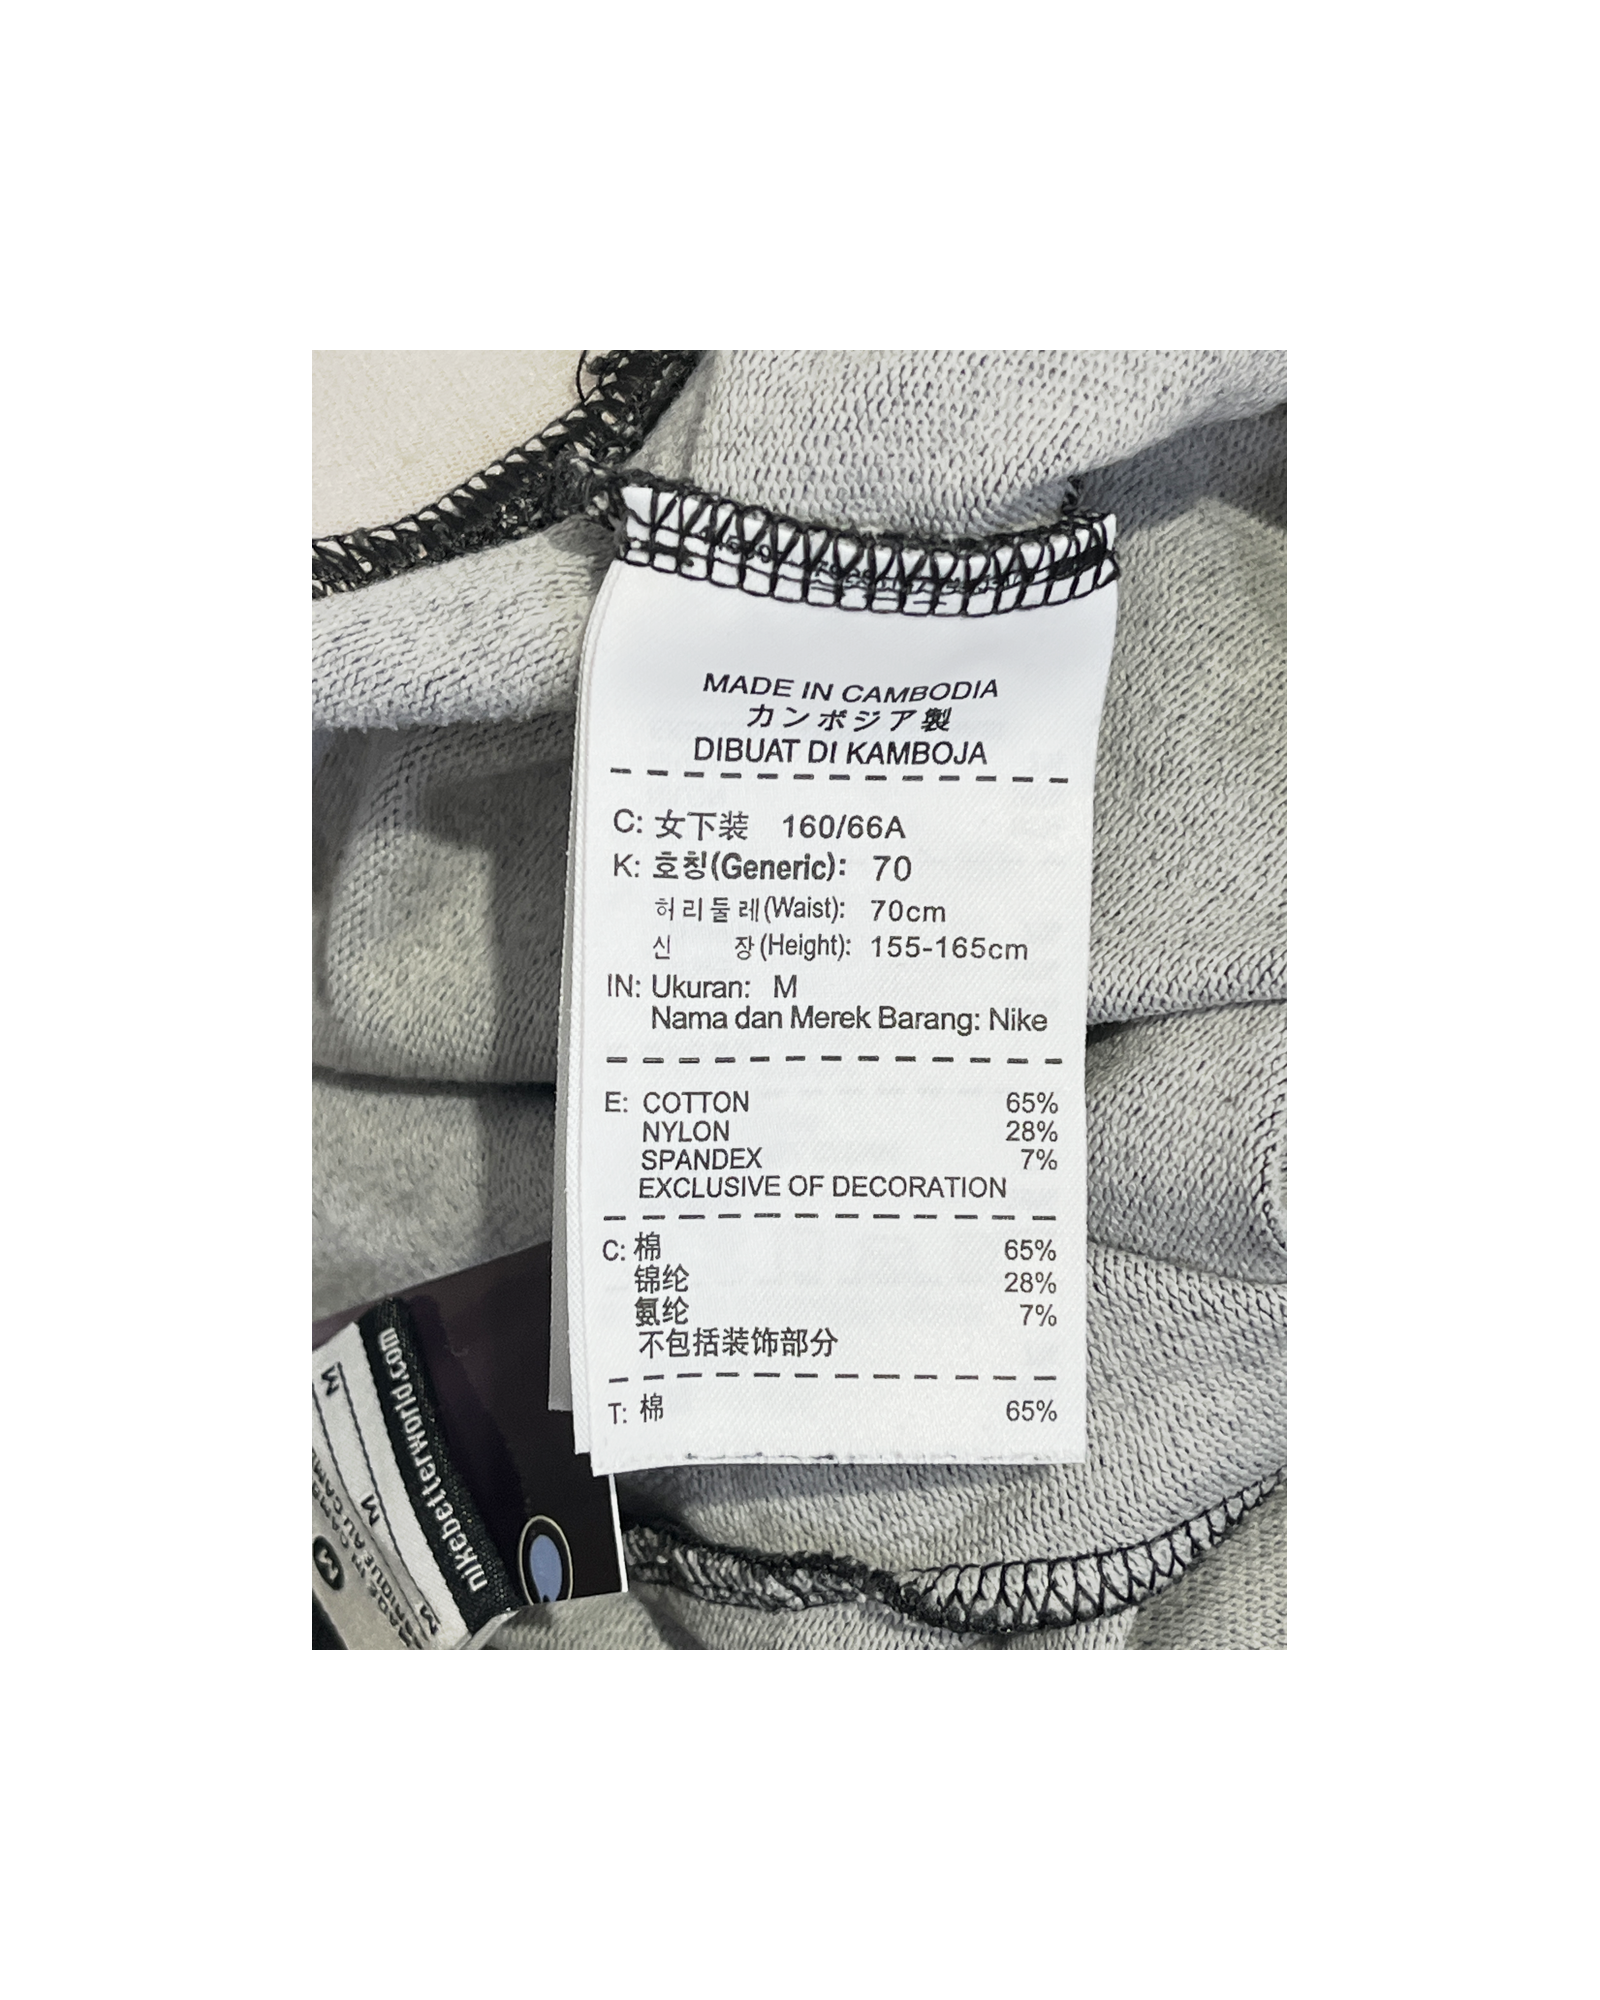 MADE IN CAMBODIA
カンボジア製
DIBUAT DI KAMBOJA
C: 女下装 160/66A
K: 호칭(Generic): 70
허리둘레(Waist): 70cm
신 장(Height): 155-165cm
IN: Ukuran: M
Nama dan Merek Barang: Nike
E: COTTON 65%
NYLON 28%
SPANDEX 7%
EXCLUSIVE OF DECORATION
C: 棉 65%
锦纶 28%
氨纶 7%
不包括装饰部分
T: 棉 65%
nikebetterworld.com
M
M
M
M